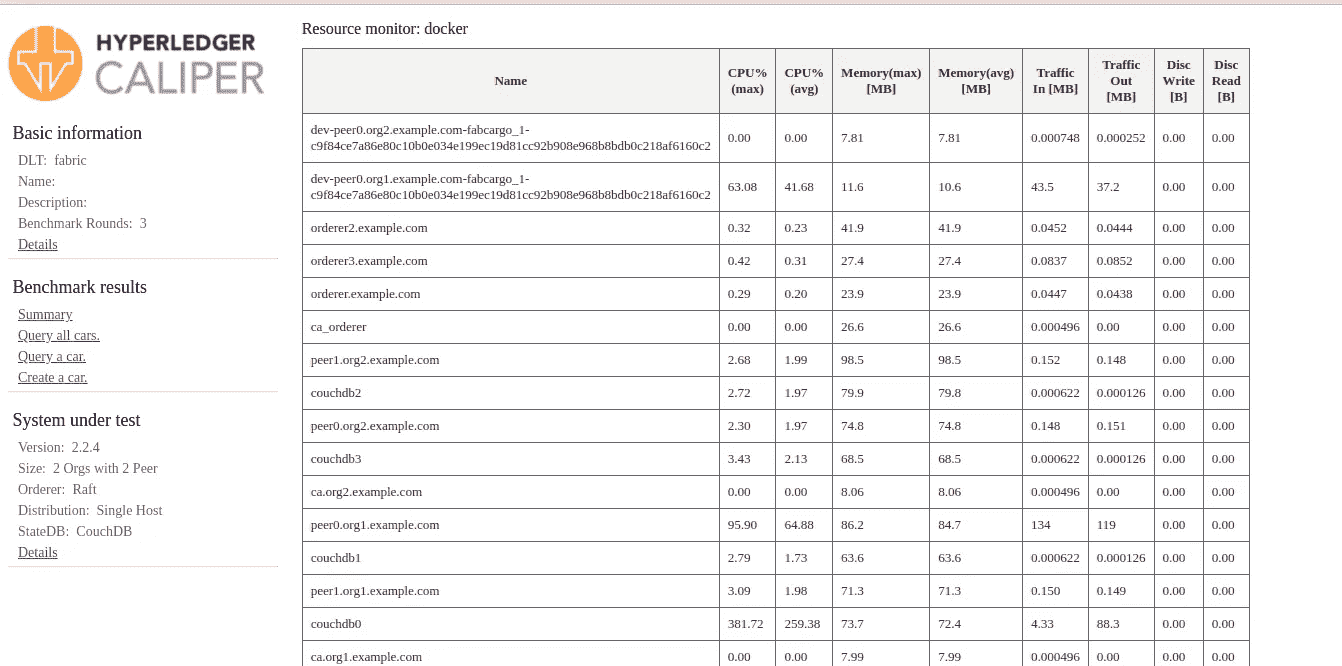 HYPERLEDGER
CALIPER
Basic information
DLT: fabric
Name:
Description:
Benchmark Rounds: 3
Details
Benchmark results
Summary
Query all cars.
Query a car.
Create a car.
System under test
Version: 2.2.4
Size: 2 Orgs with 2 Peer
Orderer: Raft
Distribution: Single Host
StateDB: CouchDB
Details
Resource monitor: docker
Name CPU% (max) CPU% (avg) Memory(max) [MB] Memory(avg) [MB] Traffic In [MB] Traffic Out [MB] Disc Write [B] Disc Read [B]
dev-peer0.org2.example.com-fabcargo_1-
c9f84ce7a86e80c10b0e034e199ec19d81cc92b908e968b8bdb0c218af6160c2 0.00 0.00 7.81 7.81 0.000748 0.000252 0.00 0.00
dev-peer0.org1.example.com-fabcargo_1-
c9f84ce7a86e80c10b0e034e199ec19d81cc92b908e968b8bdb0c218af6160c2 63.08 41.68 11.6 10.6 43.5 37.2 0.00 0.00
orderer2.example.com 0.32 0.23 41.9 41.9 0.0452 0.0444 0.00 0.00
orderer3.example.com 0.42 0.31 27.4 27.4 0.0837 0.0852 0.00 0.00
orderer.example.com 0.29 0.20 23.9 23.9 0.0447 0.0438 0.00 0.00
ca_orderer 0.00 0.00 26.6 26.6 0.000496 0.00 0.00 0.00
peer1.org2.example.com 2.68 1.99 98.5 98.5 0.152 0.148 0.00 0.00
couchdb2 2.72 1.97 79.9 79.8 0.000622 0.000126 0.00 0.00
peer0.org2.example.com 2.30 1.97 74.8 74.8 0.148 0.151 0.00 0.00
couchdb3 3.43 2.13 68.5 68.5 0.000622 0.000126 0.00 0.00
ca.org2.example.com 0.00 0.00 8.06 8.06 0.000496 0.00 0.00 0.00
peer0.org1.example.com 95.90 64.88 86.2 84.7 134 119 0.00 0.00
couchdb1 2.79 1.73 63.6 63.6 0.000622 0.000126 0.00 0.00
peer1.org1.example.com 3.09 1.98 71.3 71.3 0.150 0.149 0.00 0.00
couchdb0 381.72 259.38 73.7 72.4 4.33 88.3 0.00 0.00
ca.org1.example.com 0.00 0.00 7.99 7.99 0.000496 0.00 0.00 0.00